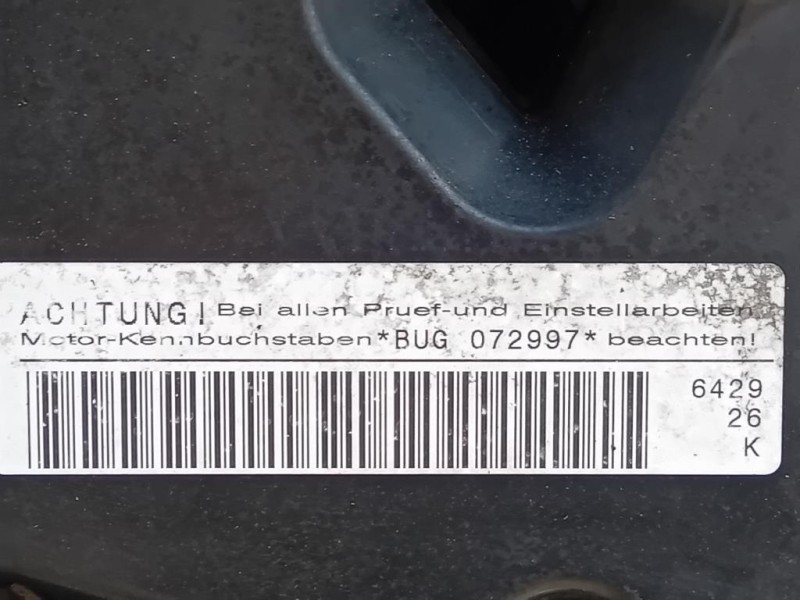 ACHTUNG! Bei allen Pruef-und Einstellarbeiten
Motor-Kennbuchstaben *BUG 072997* beachten!
6429
26
K